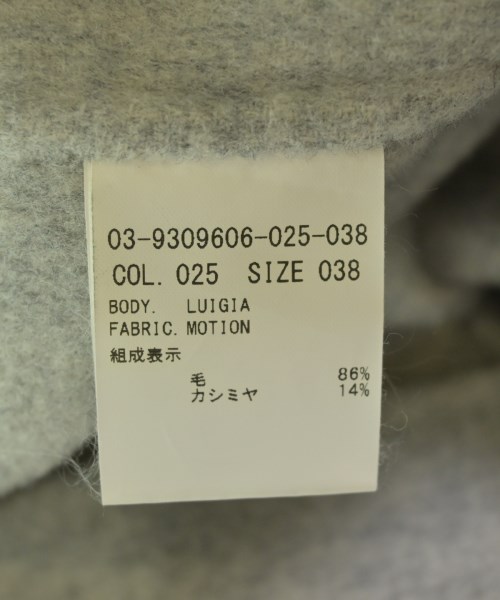 03-9309606-025-038
COL. 025 SIZE 038
BODY. LUIGIA
FABRIC. MOTION
組成表示
毛 86%
カシミヤ 14%